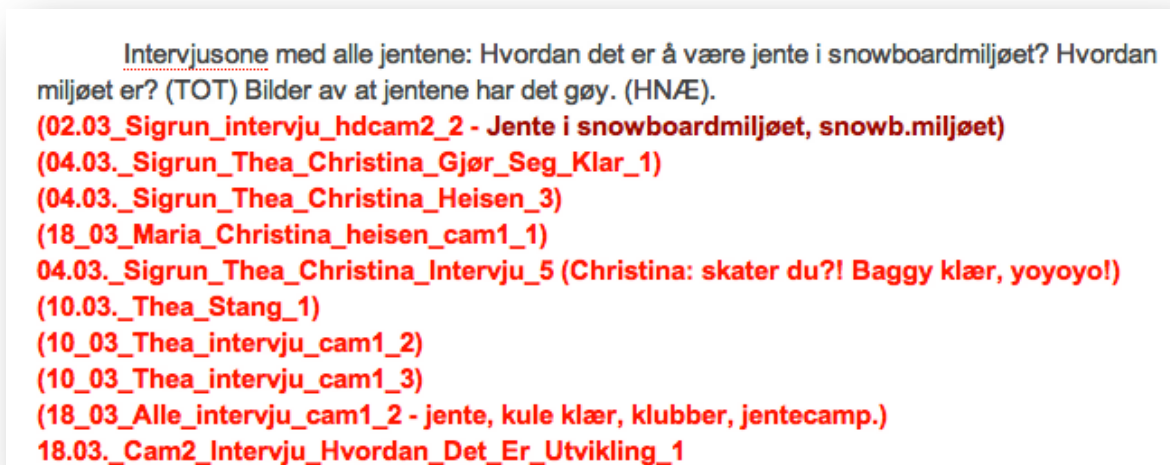 Intervjusone med alle jentene: Hvordan det er å være jente i snowboardmiljøet? Hvordan
miljøet er? (TOT) Bilder av at jentene har det gøy. (HNÆ).
(02.03_Sigrun_intervju_hdcam2_2 - Jente i snowboardmiljøet, snowb.miljøet)
(04.03._Sigrun_Thea_Christina_Gjør_Seg_Klar_1)
(04.03._Sigrun_Thea_Christina_Heisen_3)
(18_03_Maria_Christina_heisen_cam1_1)
04.03._Sigrun_Thea_Christina_Intervju_5 (Christina: skater du?! Baggy klær, yoyoyo!)
(10.03._Thea_Stang_1)
(10_03_Thea_intervju_cam1_2)
(10_03_Thea_intervju_cam1_3)
(18_03_Alle_intervju_cam1_2 - jente, kule klær, klubber, jentecamp.)
18.03._Cam2_Intervju_Hvordan_Det_Er_Utvikling_1